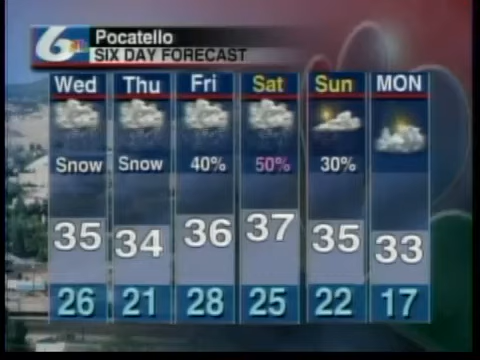 6
Pocatello
SIX DAY FORECAST
Wed Thu Fri Sat Sun MON
Snow Snow 40% 50% 30%
35 34 36 37 35 33
26 21 28 25 22 17